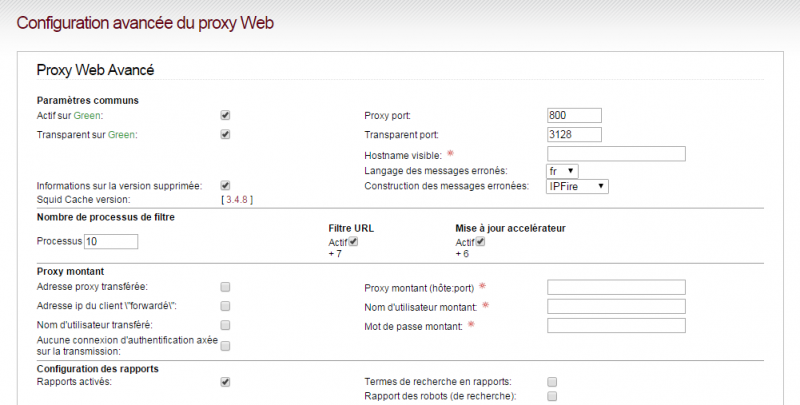 Configuration avancée du proxy Web
Proxy Web Avancé
Paramètres communs
Actif sur Green: Proxy port: 800
Transparent sur Green: Transparent port: 3128
Hostname visible: *
Langage des messages erronés: fr
Informations sur la version supprimée: Construction des messages erronées: IPFire
Squid Cache version: [ 3.4.8 ]
Nombre de processus de filtre
Filtre URL Mise à jour accelérateur
Processus 10 Actif Actif
+ 7 + 6
Proxy montant
Adresse proxy transférée: Proxy montant (hôte:port) *
Adresse ip du client \"forwardè\": Nom d'utilisateur montant: *
Nom d'utilisateur transféré: Mot de passe montant: *
Aucune connexion d'authentification axée
sur la transmission:
Configuration des rapports
Rapports activés: Termes de recherche en rapports:
Rapport des robots (de recherche):